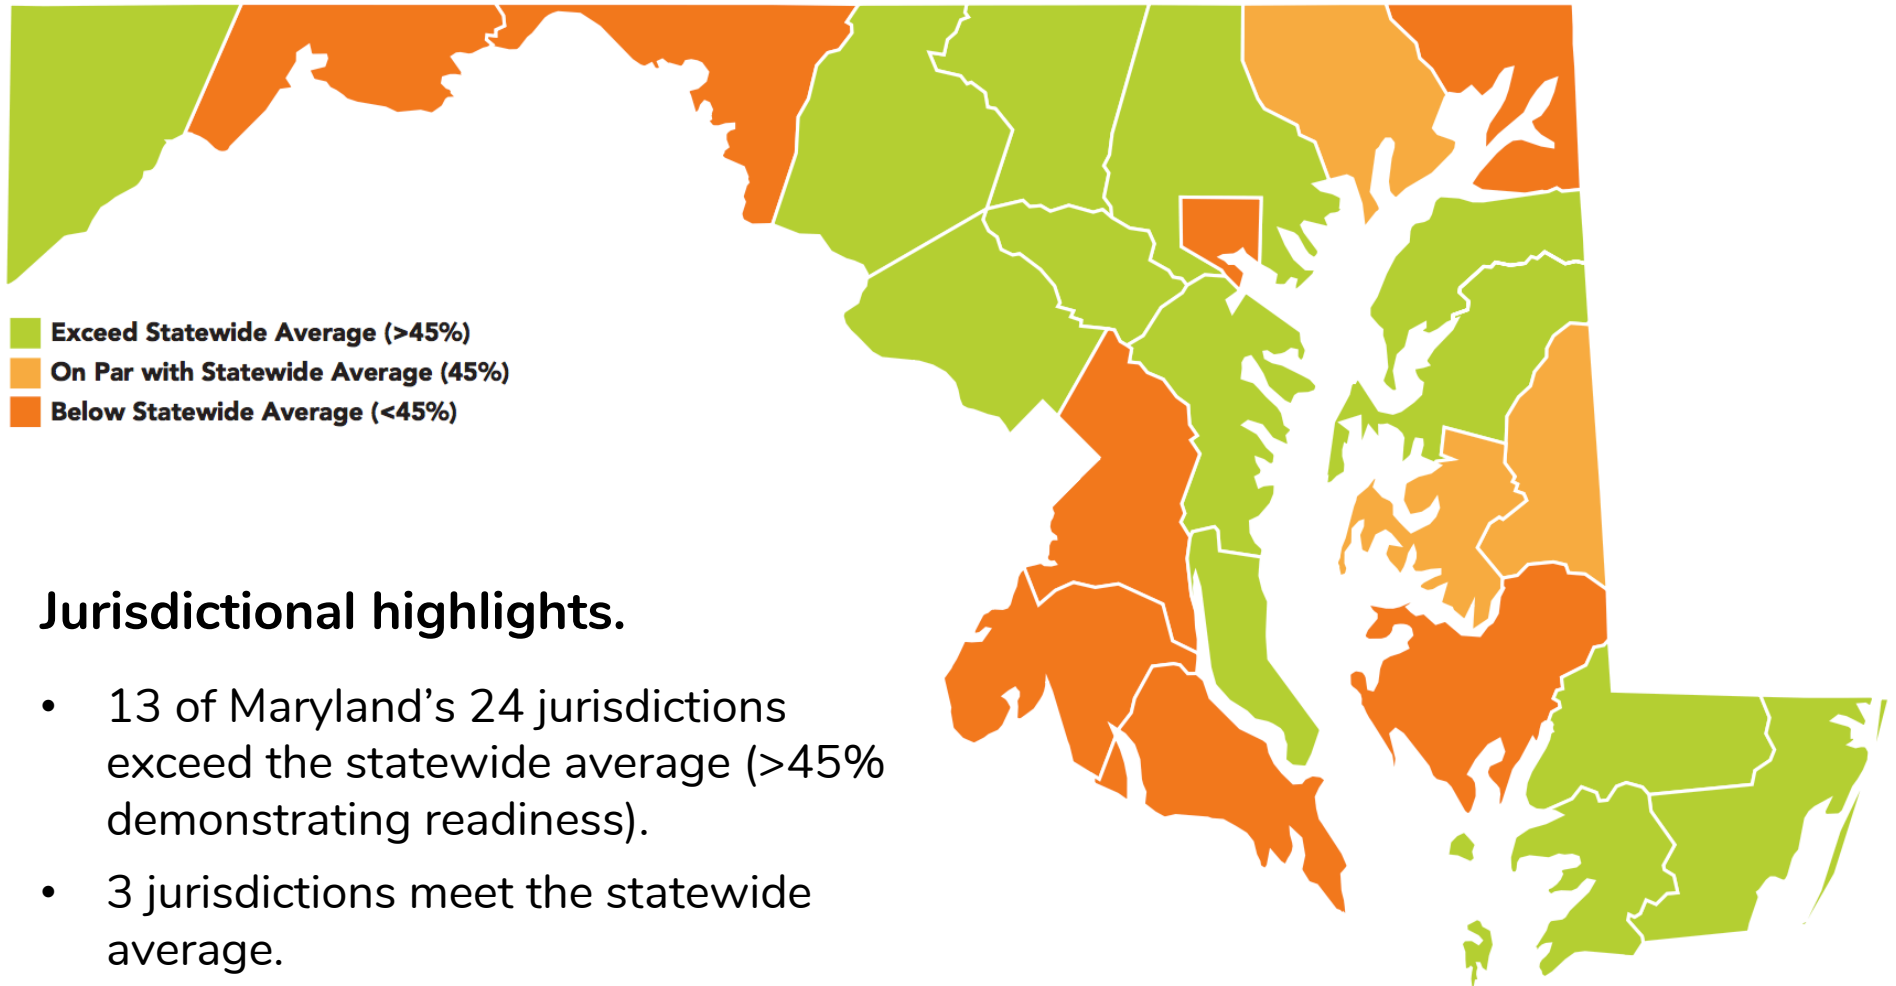 Exceed Statewide Average (>45%)
On Par with Statewide Average (45%)
Below Statewide Average (<45%)
Jurisdictional highlights.
• 13 of Maryland’s 24 jurisdictions
exceed the statewide average (>45%
demonstrating readiness).
• 3 jurisdictions meet the statewide
average.